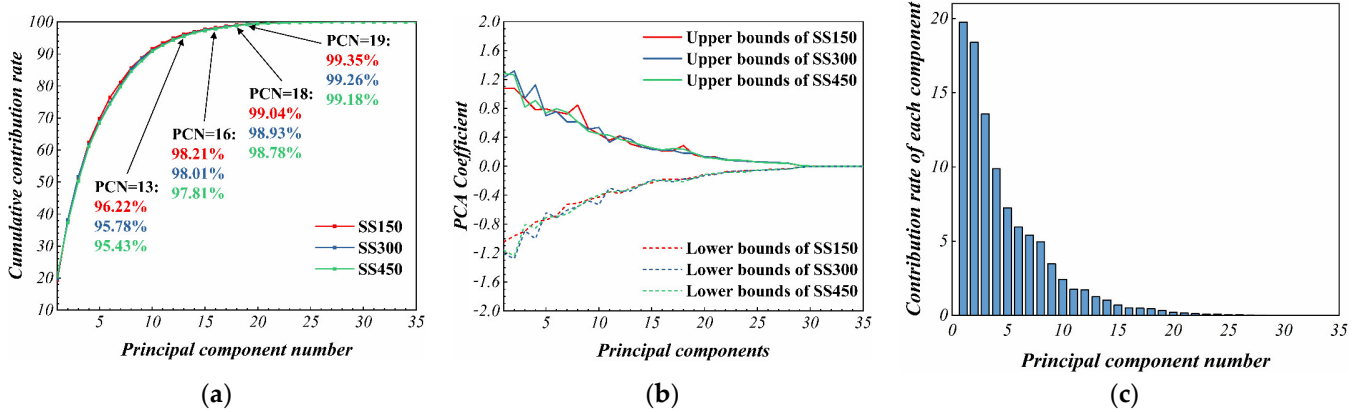 Cumulative contribution rate
100
90
80
70
60
50
40
30
20
10
PCN=19:
99.35%
99.26%
99.18%
PCN=18:
99.04%
98.93%
98.78%
PCN=16:
98.21%
98.01%
97.81%
PCN=13:
96.22%
95.78%
95.43%
SS150
SS300
SS450
5 10 15 20 25 30 35
Principal component number
(a)
PCA Coefficient
2.0
1.6
1.2
0.8
0.4
0.0
-0.4
-0.8
-1.2
-1.6
-2.0
Upper bounds of SS150
Upper bounds of SS300
Upper bounds of SS450
Lower bounds of SS150
Lower bounds of SS300
Lower bounds of SS450
5 10 15 20 25 30 35
Principal components
(b)
Contribution rate of each component
20
15
10
5
0
0 5 10 15 20 25 30 35
Principal component number
(c)